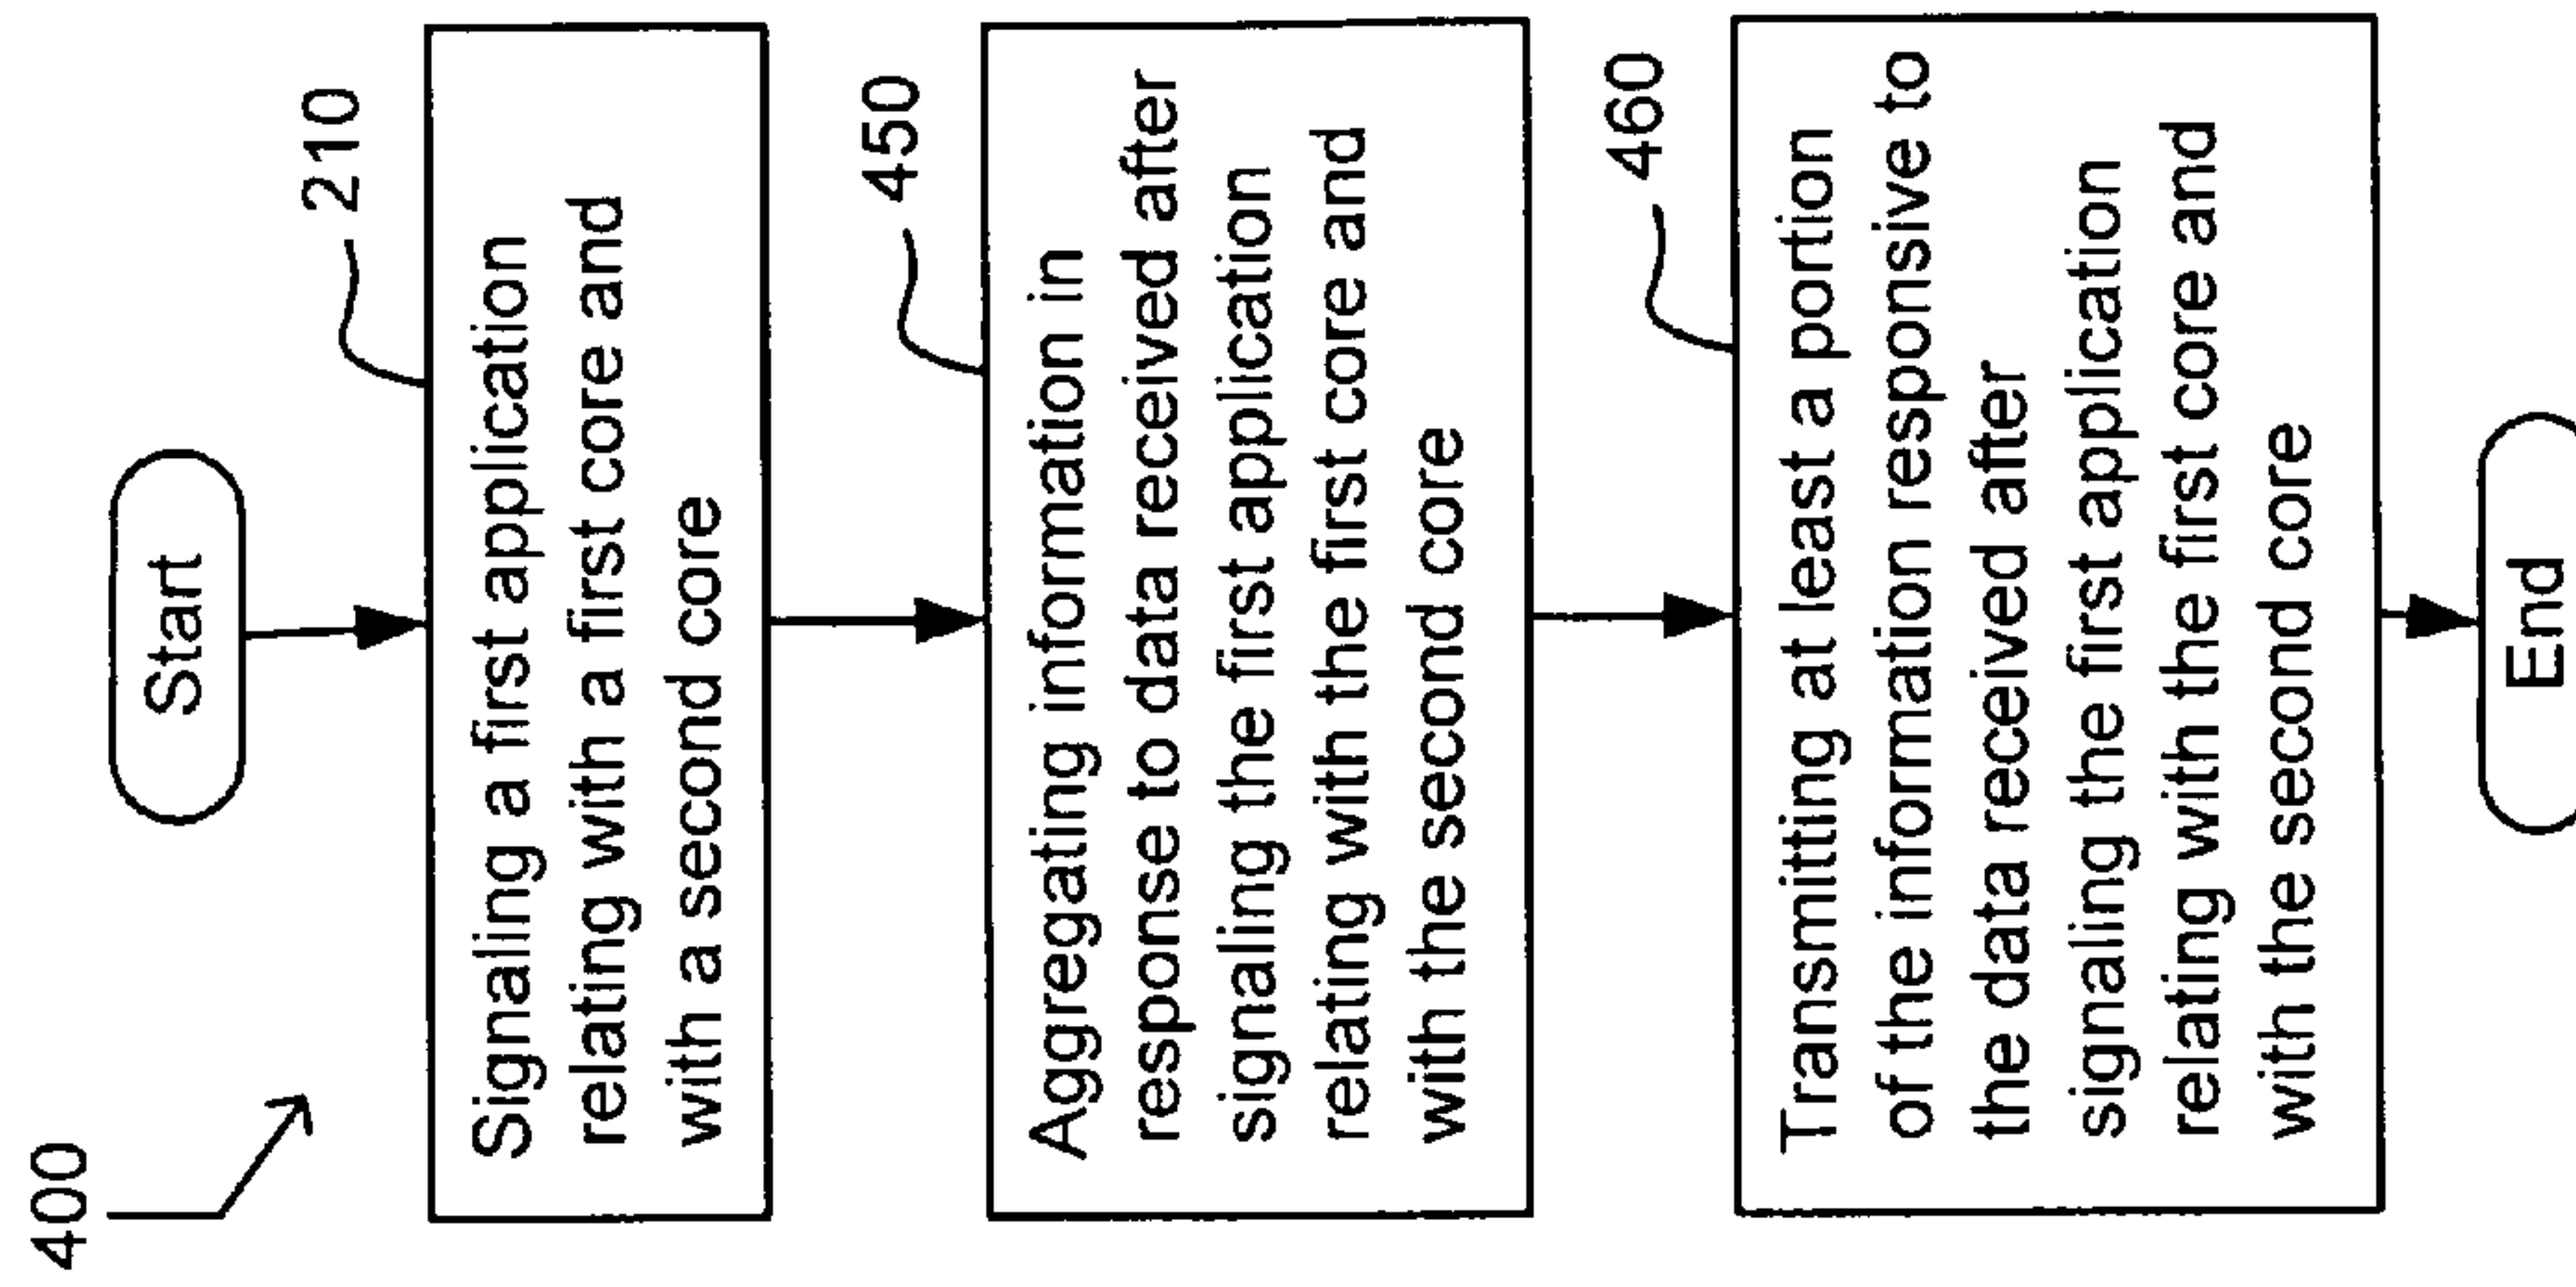 400
Start
210
Signaling a first application
relating with a first core and
with a second core
450
Aggregating information in
response to data received after
signaling the first application
relating with the first core and
with the second core
460
Transmitting at least a portion
of the information responsive to
the data received after
signaling the first application
relating with the first core and
with the second core
End